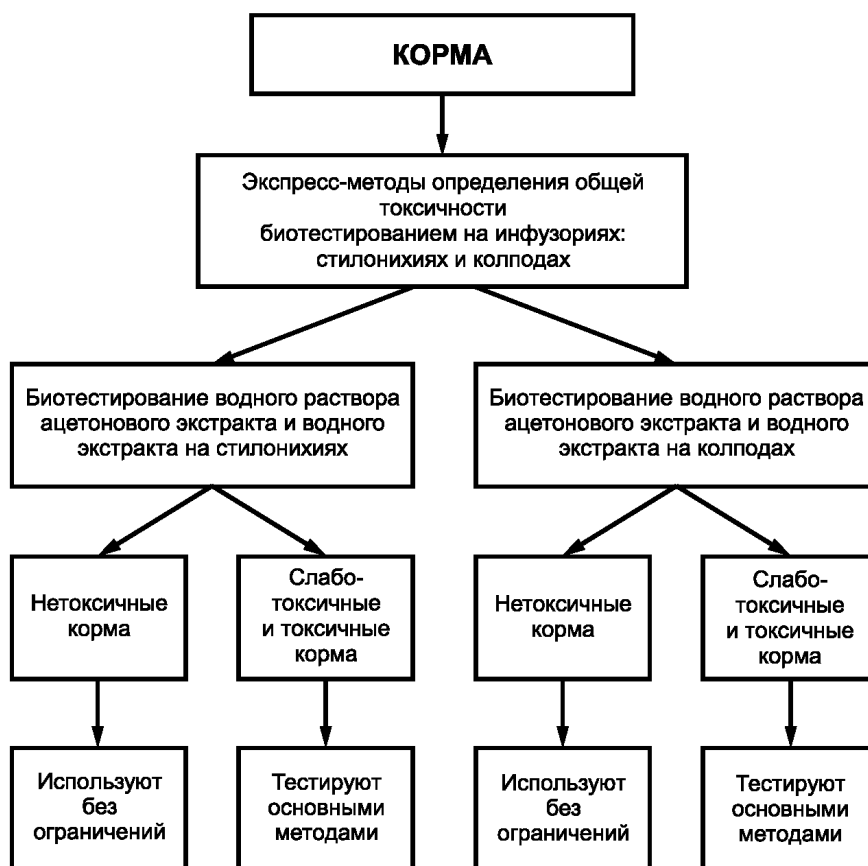 КОРМА
Экспресс-методы определения общей
токсичности
биотестированием на инфузориях:
стилонихиях и колподах
Биотестирование водного раствора
ацетонового экстракта и водного
экстракта на стилонихиях
Биотестирование водного раствора
ацетонового экстракта и водного
экстракта на колподах
Нетоксичные
корма
Слабо-
токсичные
и токсичные
корма
Нетоксичные
корма
Слабо-
токсичные
и токсичные
корма
Используют
без
ограничений
Тестируют
основными
методами
Используют
без
ограничений
Тестируют
основными
методами